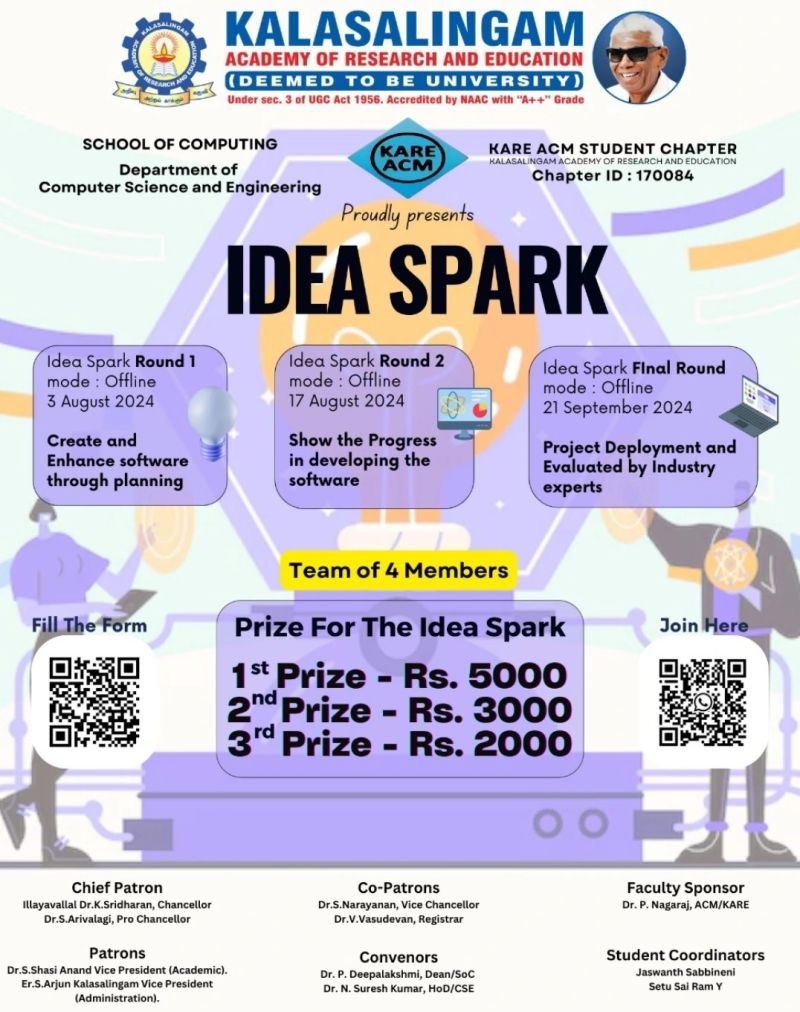 KALASALINGAM
ACADEMY OF RESEARCH AND EDUCATION
(DEEMED TO BE UNIVERSITY)
Under sec. 3 of UGC Act 1956. Accredited by NAAC with "A++" Grade
KALASALINGAM
ACADEMY OF RESEARCH AND EDUCATION
SCHOOL OF COMPUTING
Department of
Computer Science and Engineering
KARE
ACM
KARE ACM STUDENT CHAPTER
KALASALINGAM ACADEMY OF RESEARCH AND EDUCATION
Chapter ID : 170084
Proudly presents
IDEA SPARK
Idea Spark Round 1
mode : Offline
3 August 2024
Create and
Enhance software
through planning
Idea Spark Round 2
mode : Offline
17 August 2024
Show the Progress
in developing the
software
Idea Spark FInal Round
mode : Offline
21 September 2024
Project Deployment and
Evaluated by Industry
experts
Team of 4 Members
Fill The Form
Prize For The Idea Spark
1st Prize - Rs. 5000
2nd Prize - Rs. 3000
3rd Prize - Rs. 2000
Join Here
Chief Patron
Illayavallal Dr.K.Sridharan, Chancellor
Dr.S.Arivalagi, Pro Chancellor
Co-Patrons
Dr.S.Narayanan, Vice Chancellor
Dr.V.Vasudevan, Registrar
Faculty Sponsor
Dr. P. Nagaraj, ACM/KARE
Patrons
Dr.S.Shasi Anand Vice President (Academic).
Er.S.Arjun Kalasalingam Vice President
(Administration).
Convenors
Dr. P. Deepalakshmi, Dean/SoC
Dr. N. Suresh Kumar, HoD/CSE
Student Coordinators
Jaswanth Sabbineni
Setu Sai Ram Y